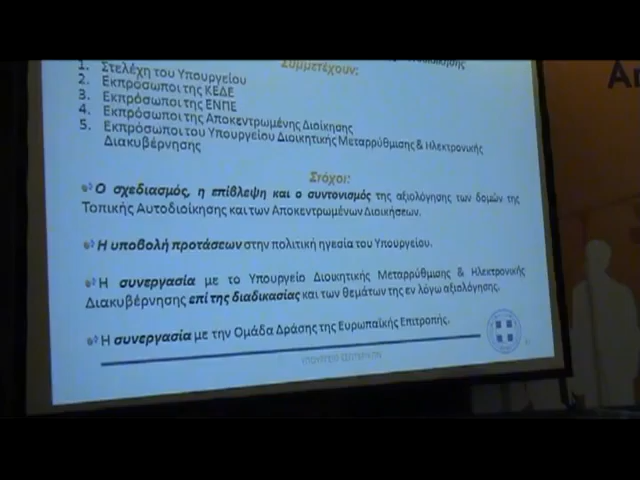 Συμμετέχουν:
1. Στελέχη του Υπουργείου
2. Εκπρόσωποι της ΚΕΔΕ
3. Εκπρόσωποι της ΕΝΠΕ
4. Εκπρόσωποι της Αποκεντρωμένης Διοίκησης
5. Εκπρόσωποι του Υπουργείου Διοικητικής Μεταρρύθμισης & Ηλεκτρονικής
Διακυβέρνησης
Στόχοι:
Ο σχεδιασμός, η επίβλεψη και ο συντονισμός της αξιολόγησης των δομών της
Τοπικής Αυτοδιοίκησης και των Αποκεντρωμένων Διοικήσεων.
Η υποβολή προτάσεων στην πολιτική ηγεσία του Υπουργείου.
Η συνεργασία με το Υπουργείο Διοικητικής Μεταρρύθμισης & Ηλεκτρονικής
Διακυβέρνησης επί της διαδικασίας και των θεμάτων της εν λόγω αξιολόγησης.
Η συνεργασία με την Ομάδα Δράσης της Ευρωπαϊκής Επιτροπής.
ΥΠΟΥΡΓΕΙΟ ΕΣΩΤΕΡΙΚΩΝ